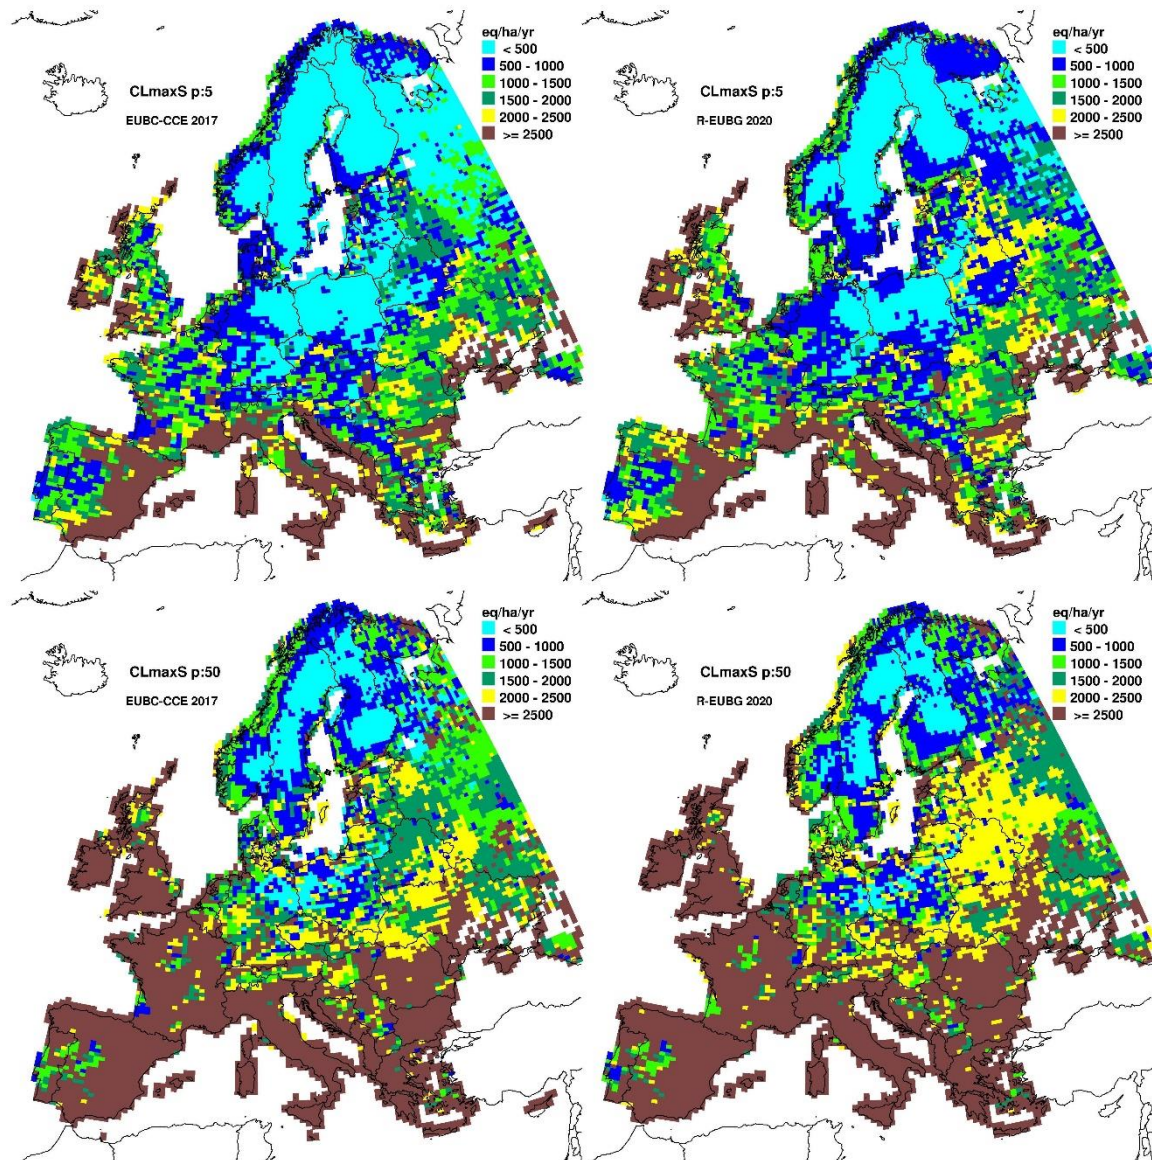 eq/ha/yr
< 500
500 - 1000
1000 - 1500
1500 - 2000
2000 - 2500
>= 2500
CLmaxS p:5
EUBC-CCE 2017
eq/ha/yr
< 500
500 - 1000
1000 - 1500
1500 - 2000
2000 - 2500
>= 2500
CLmaxS p:5
R-EUBG 2020
eq/ha/yr
< 500
500 - 1000
1000 - 1500
1500 - 2000
2000 - 2500
>= 2500
CLmaxS p:50
EUBC-CCE 2017
eq/ha/yr
< 500
500 - 1000
1000 - 1500
1500 - 2000
2000 - 2500
>= 2500
CLmaxS p:50
R-EUBG 2020